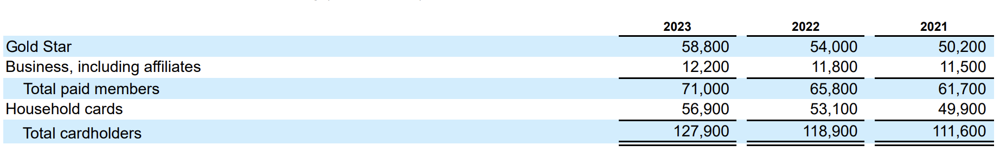 2023 2022 2021
Gold Star 58,800 54,000 50,200
Business, including affiliates 12,200 11,800 11,500
Total paid members 71,000 65,800 61,700
Household cards 56,900 53,100 49,900
Total cardholders 127,900 118,900 111,600